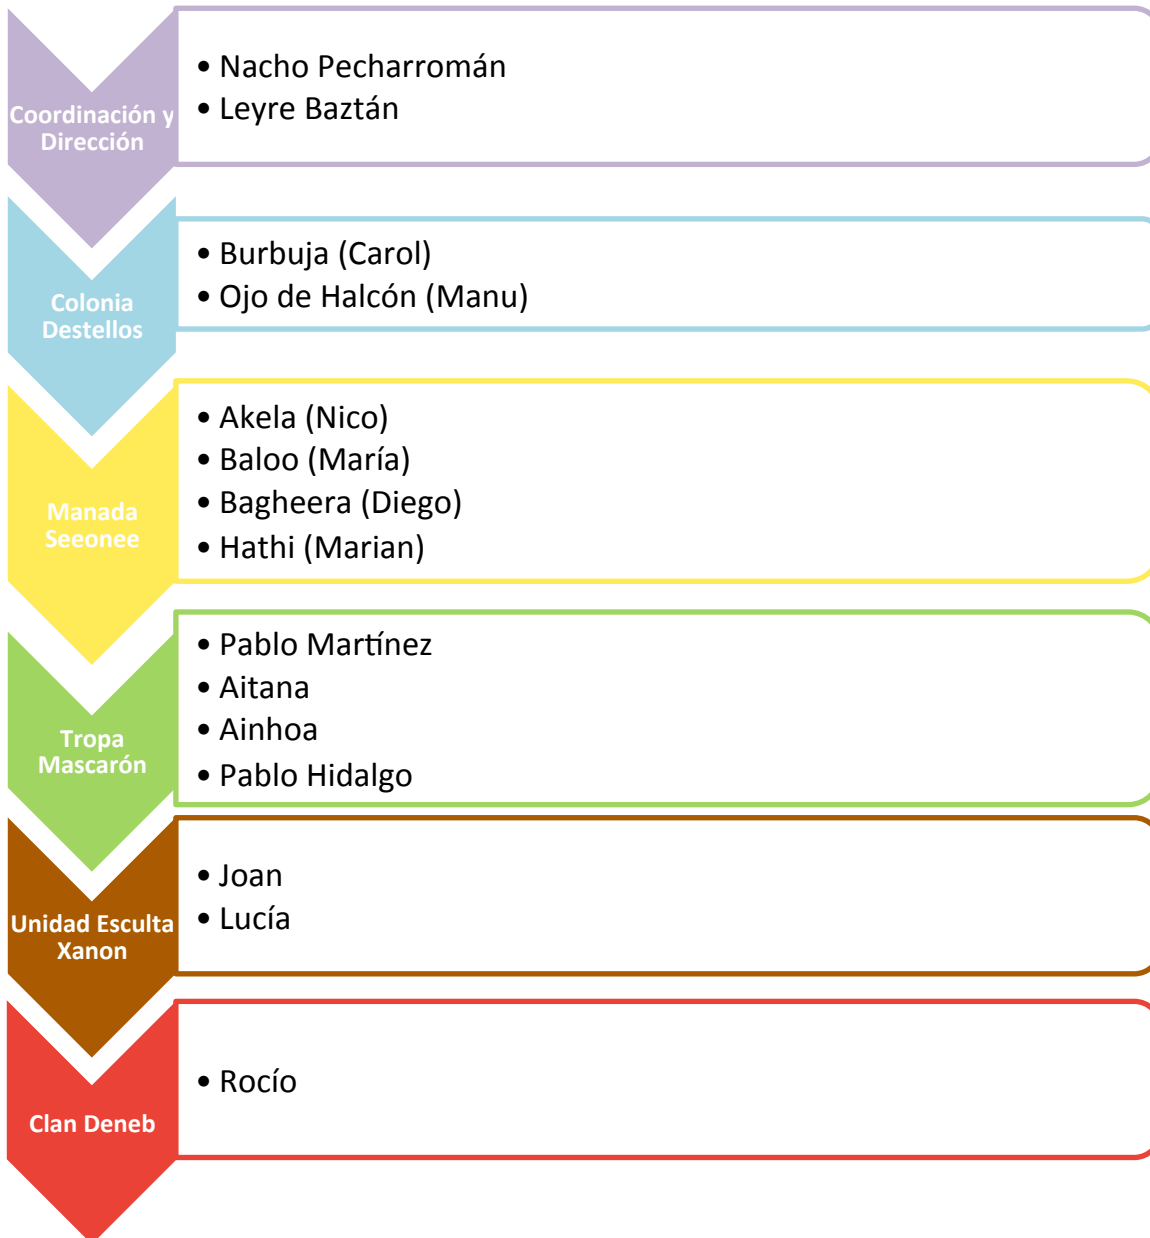 Coordinación y
Dirección
• Nacho Pecharromán
• Leyre Baztán
Colonia
Destellos
• Burbuja (Carol)
• Ojo de Halcón (Manu)
Manada
Seeonee
• Akela (Nico)
• Baloo (María)
• Bagheera (Diego)
• Hathi (Marian)
Tropa
Mascarón
• Pablo Martínez
• Aitana
• Ainhoa
• Pablo Hidalgo
Unidad Esculta
Xanon
• Joan
• Lucía
Clan Deneb
• Rocío